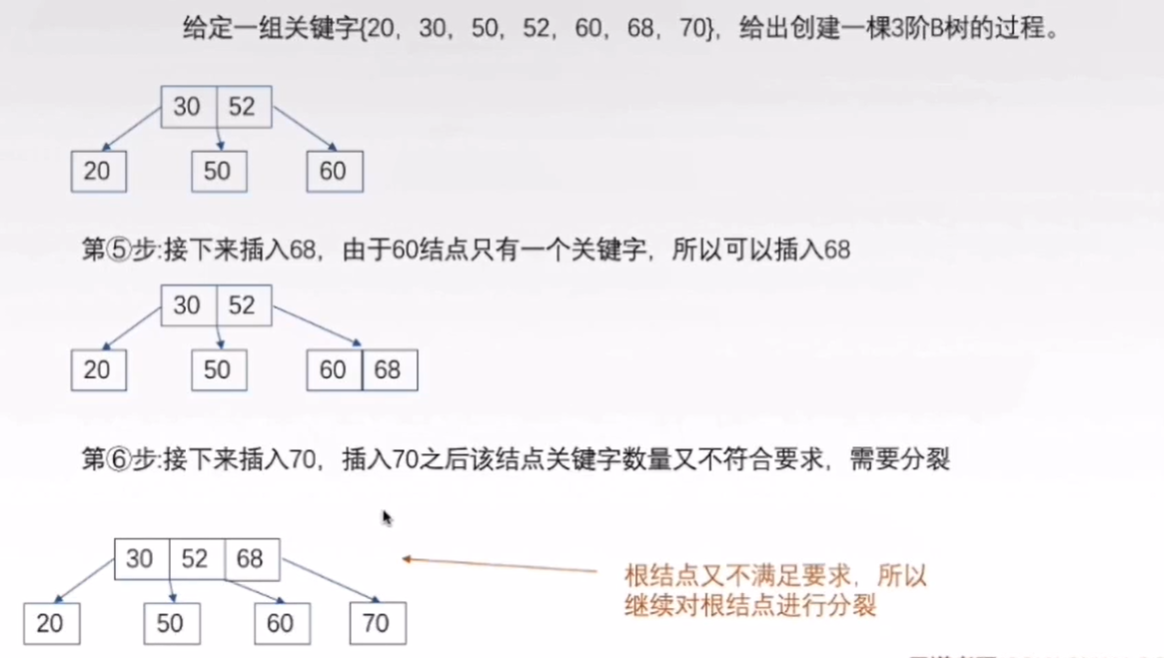 给定一组关键字{20, 30, 50, 52, 60, 68, 70}, 给出创建一棵3阶B树的过程。
30 52
20 50 60
第⑤步:接下来插入68, 由于60结点只有一个关键字, 所以可以插入68
30 52
20 50 60 68
第⑥步:接下来插入70, 插入70之后该结点关键字数量又不符合要求, 需要分裂
30 52 68
根结点又不满足要求, 所以
继续对根结点进行分裂
20 50 60 70